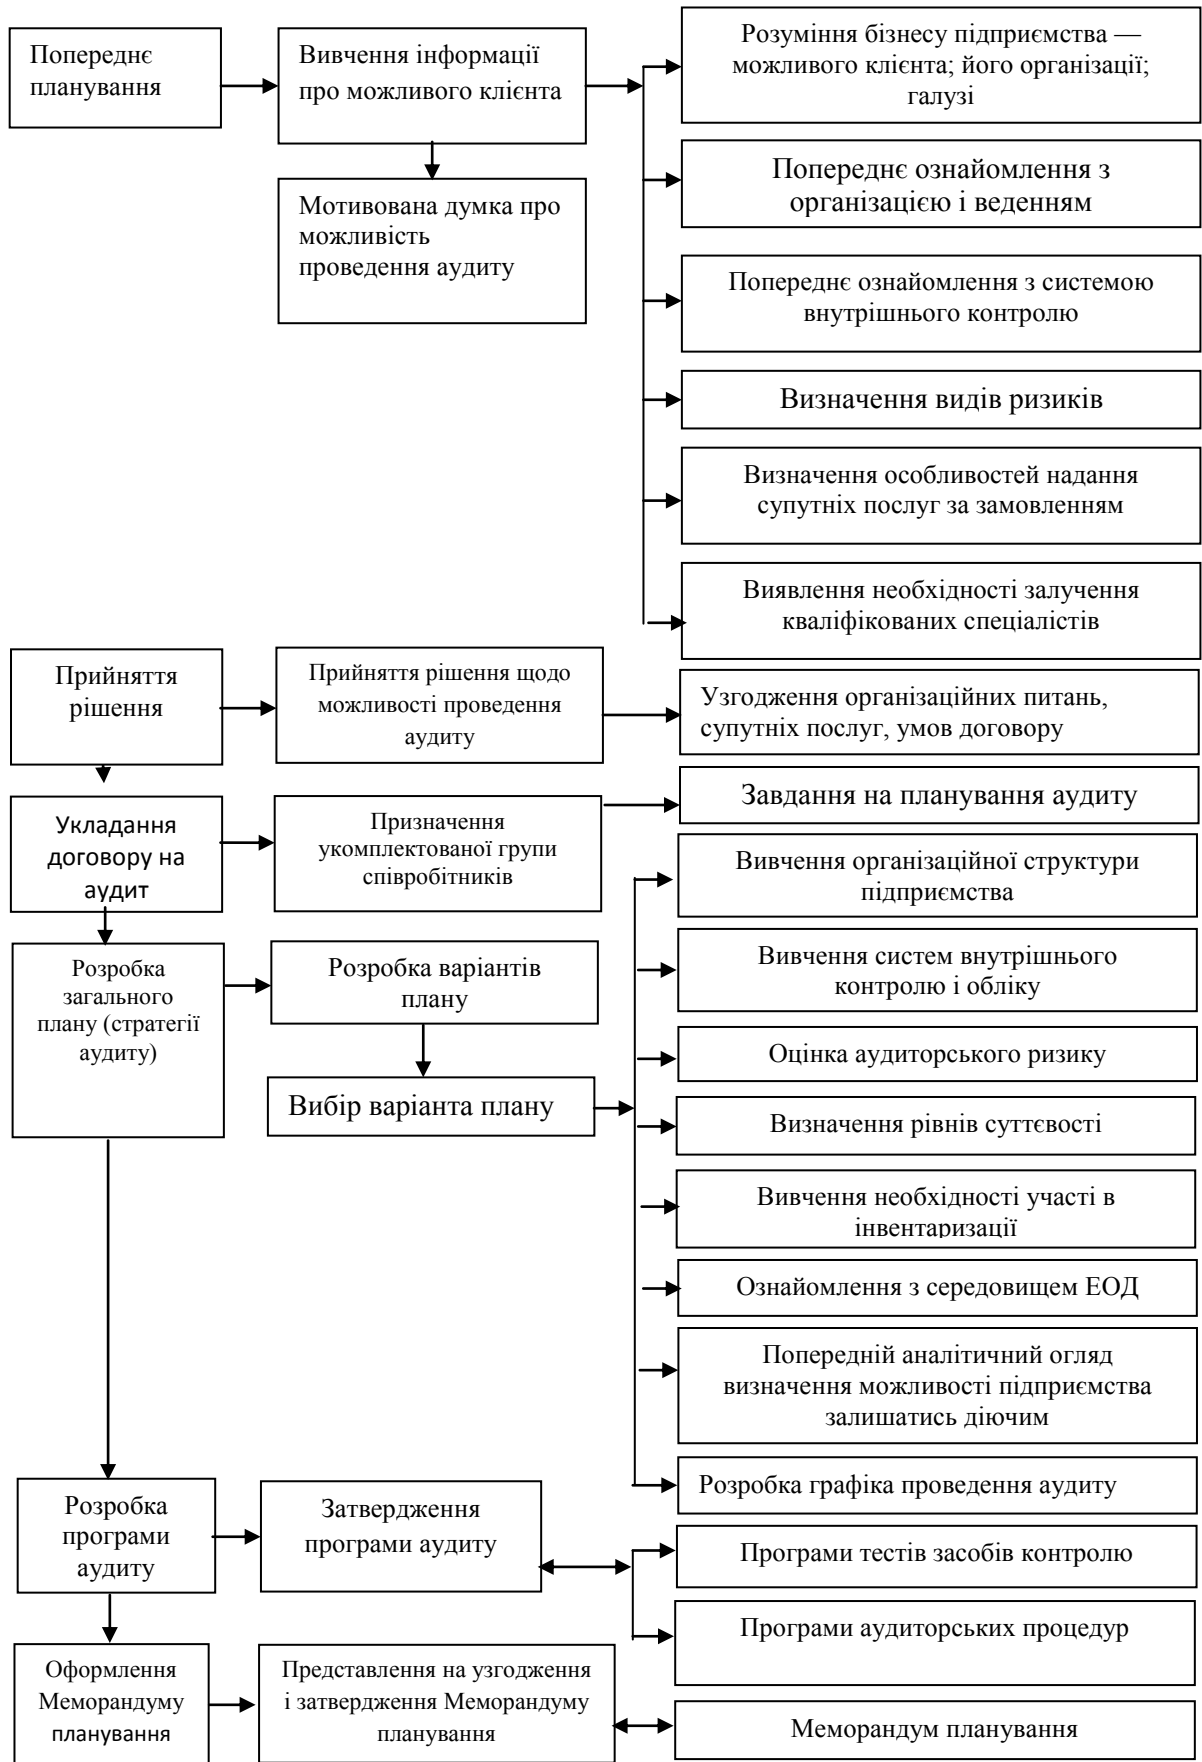 Попереднє
планування
Вивчення інформації
про можливого клієнта
Розуміння бізнесу підприємства —
можливого клієнта; його організації;
галузі
Мотивована думка про
можливість
проведення аудиту
Попереднє ознайомлення з
організацією і веденням
Попереднє ознайомлення з системою
внутрішнього контролю
Визначення видів ризиків
Визначення особливостей надання
супутніх послуг за замовленням
Виявлення необхідності залучення
кваліфікованих спеціалістів
Прийняття
рішення
Прийняття рішення щодо
можливості проведення
аудиту
Узгодження організаційних питань,
супутніх послуг, умов договору
Укладання
договору на
аудит
Призначення
укомплектованої групи
співробітників
Завдання на планування аудиту
Вивчення організаційної структури
підприємства
Розробка
загального
плану (стратегії
аудиту)
Розробка варіантів
плану
Вивчення систем внутрішнього
контролю і обліку
Вибір варіанта плану
Оцінка аудиторського ризику
Визначення рівнів суттєвості
Вивчення необхідності участі в
інвентаризації
Ознайомлення з середовищем ЕОД
Попередній аналітичний огляд
визначення можливості підприємства
залишатись діючим
Розробка графіка проведення аудиту
Розробка
програми
аудиту
Затвердження
програми аудиту
Програми тестів засобів контролю
Програми аудиторських процедур
Оформлення
Меморандуму
планування
Представлення на узгодження
і затвердження Меморандуму
планування
Меморандум планування